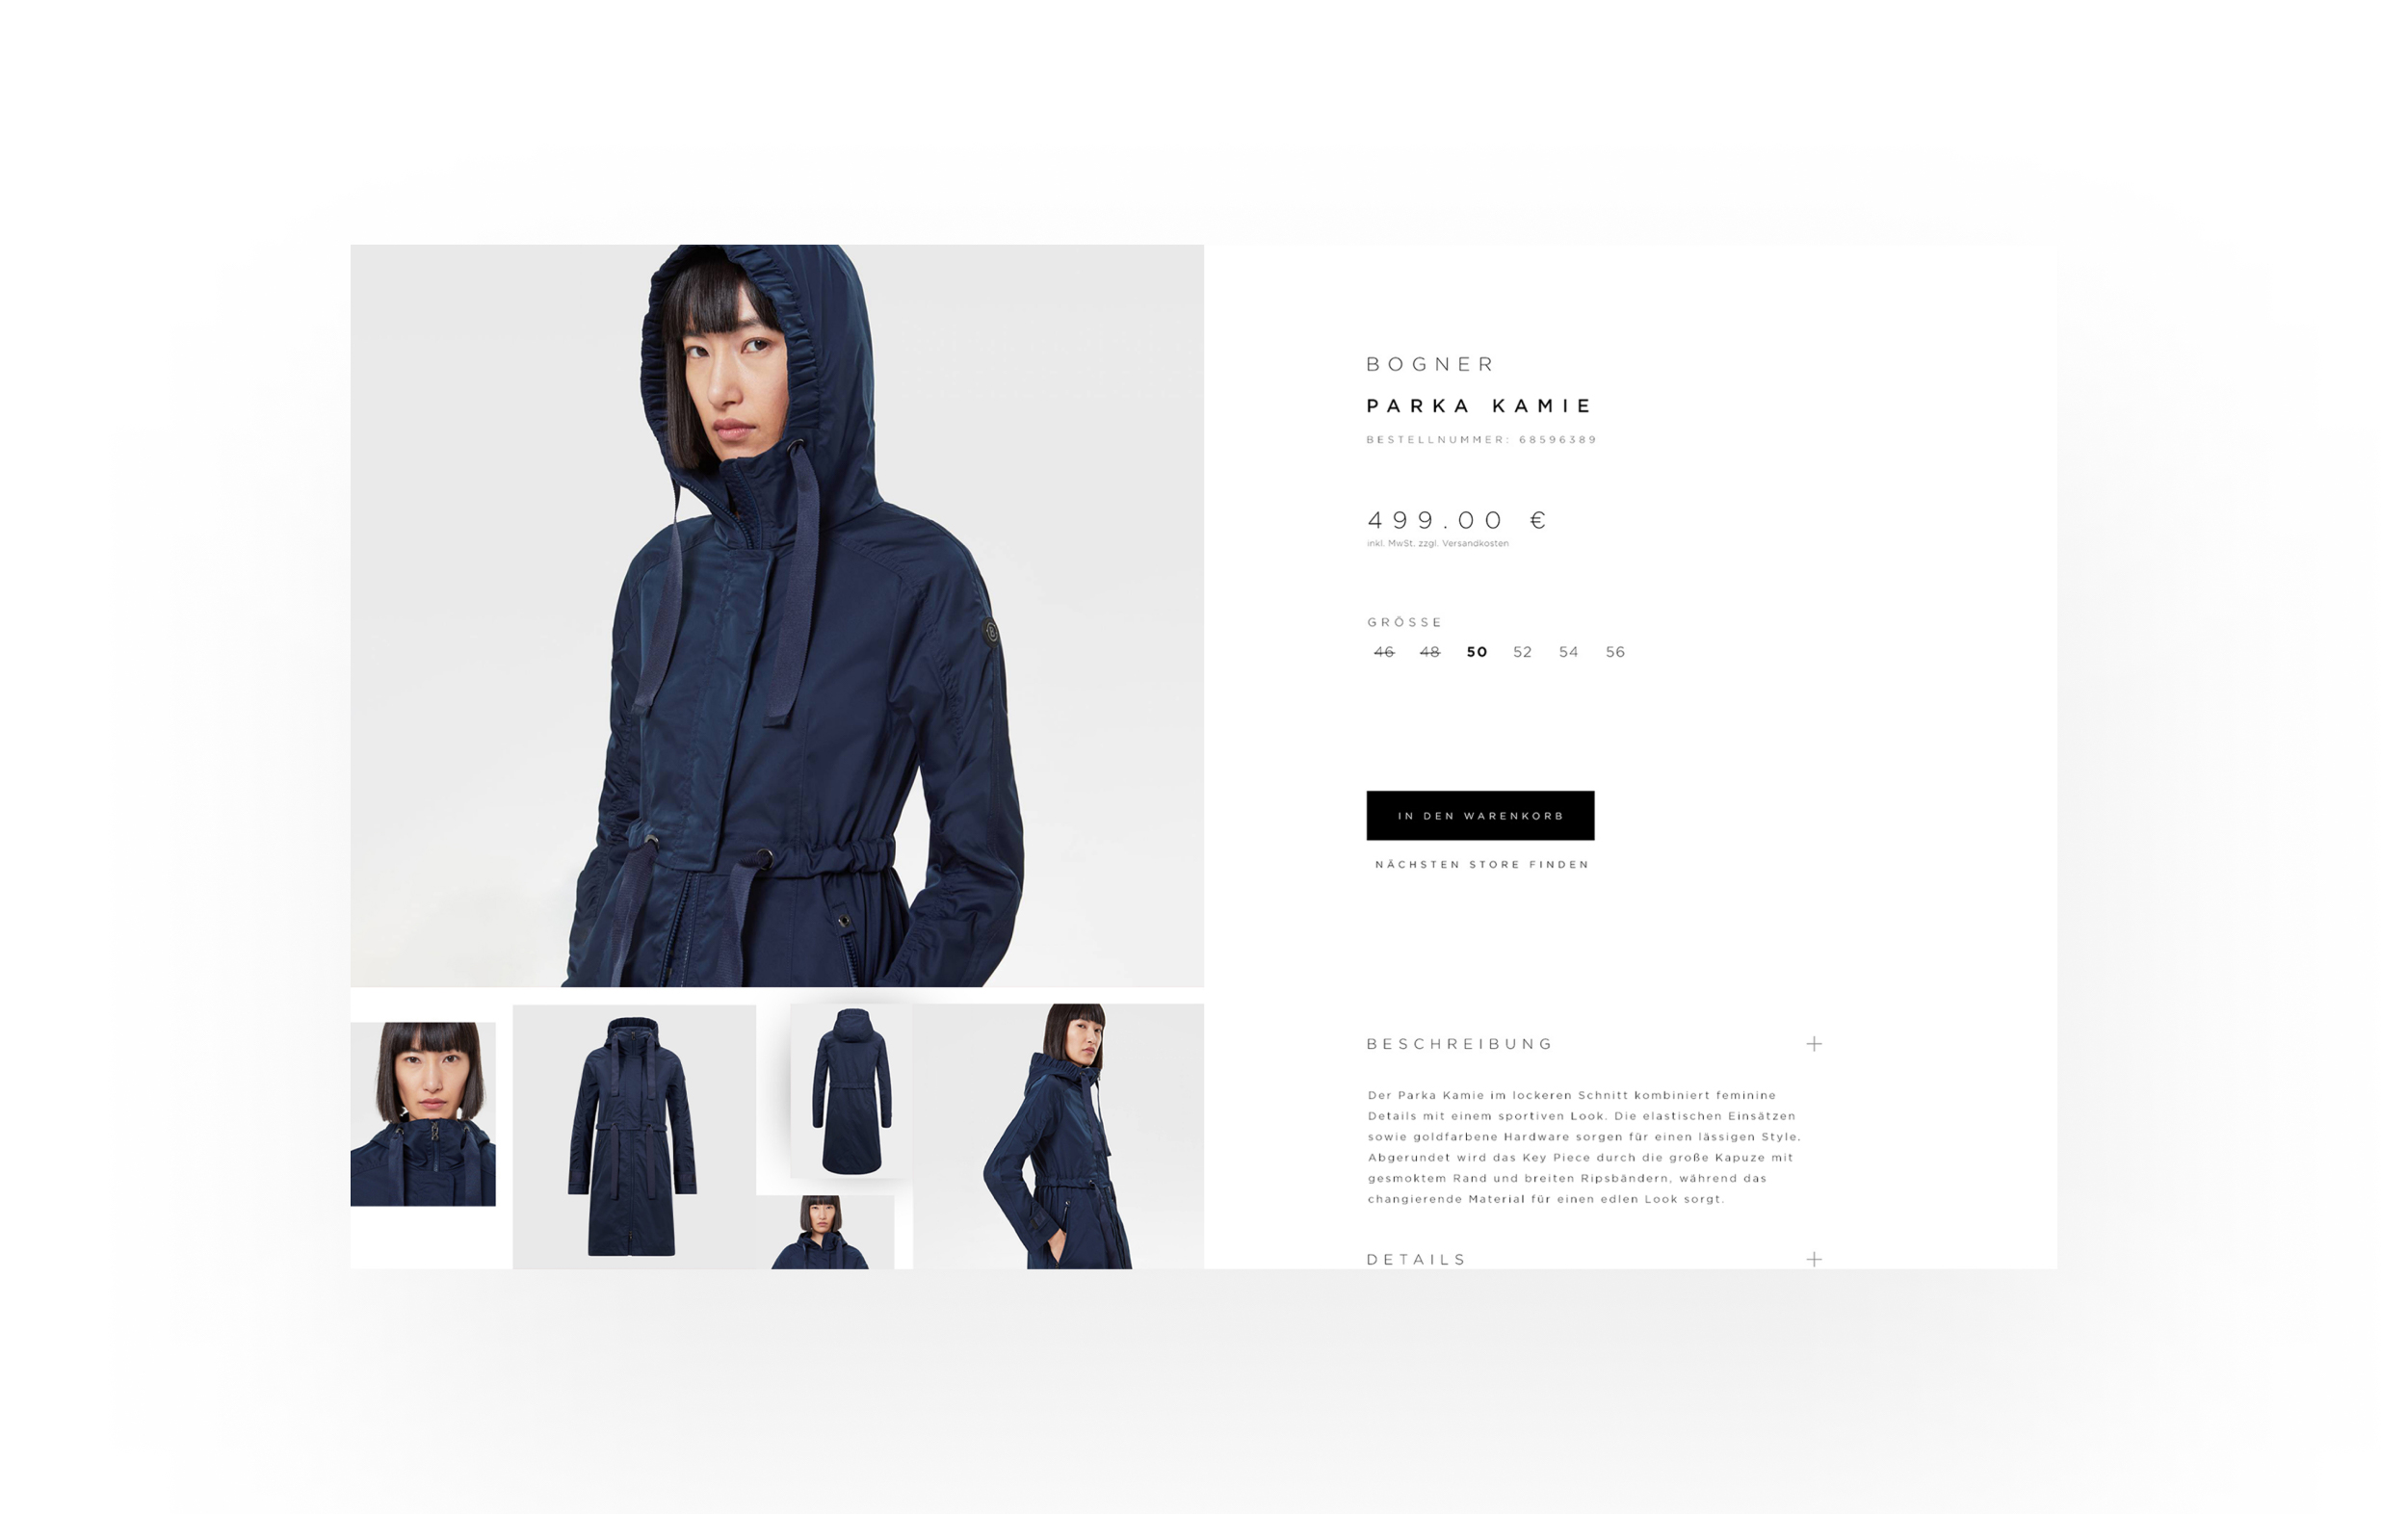 BOGNER
PARKA KAMIE
BESTELLNUMMER: 68596389
499.00 €
inkl. MwSt. zzgl. Versandkosten
GRÖSSE
46 48 50 52 54 56
IN DEN WARENKORB
NÄCHSTEN STORE FINDEN
BESCHREIBUNG +
Der Parka Kamie im lockeren Schnitt kombiniert feminine
Details mit einem sportiven Look. Die elastischen Einsätzen
sowie goldfarbene Hardware sorgen für einen lässigen Style.
Abgerundet wird das Key Piece durch die große Kapuze mit
gesmoktem Rand und breiten Ripsbändern, während das
changierende Material für einen edlen Look sorgt.
DETAILS +